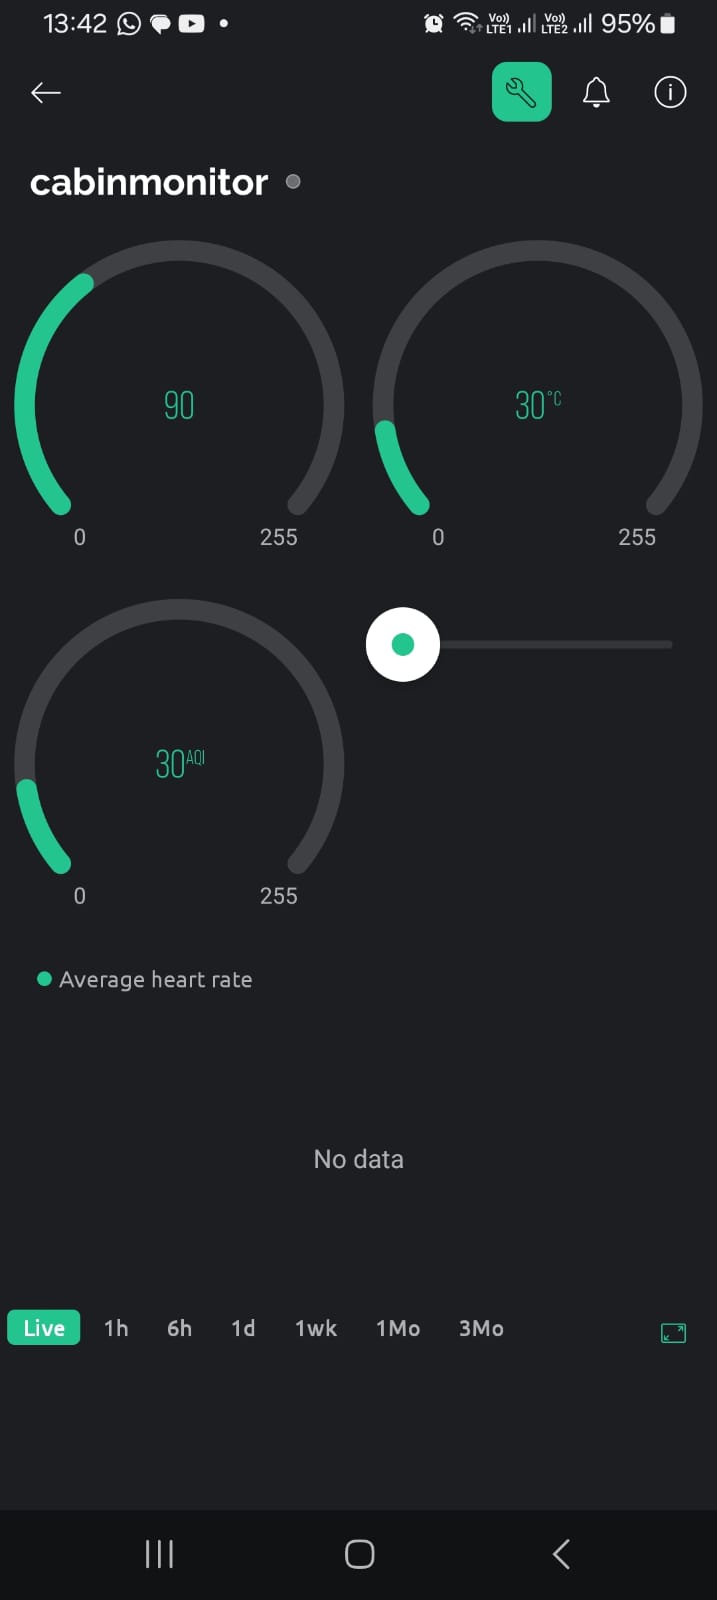 13:42 Vo)) LTE1 Vo)) LTE2 95%
cabinmonitor
90 30°C
0 255 0 255
30AQI
0 255
Average heart rate
No data
Live 1h 6h 1d 1wk 1Mo 3Mo